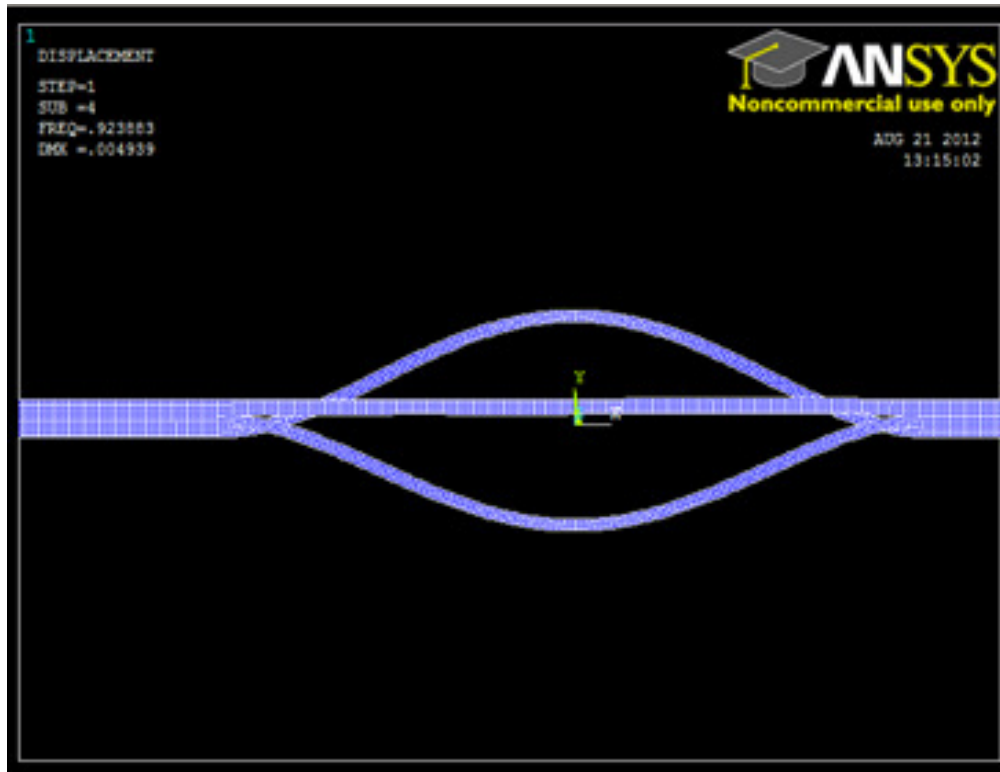 1
DISPLACEMENT
STEP=1
SUB =4
FREQ=.923883
DMX =.004939
ANSYS
Noncommercial use only
AUG 21 2012
13:15:02
Y